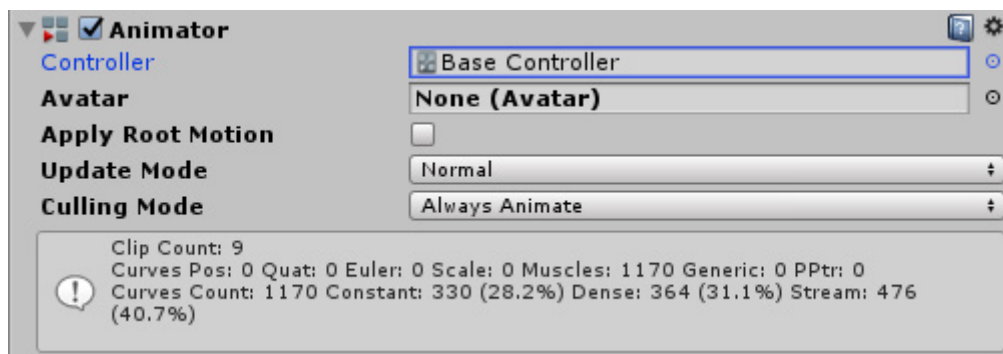 Animator
Controller Base Controller
Avatar None (Avatar)
Apply Root Motion
Update Mode Normal
Culling Mode Always Animate
Clip Count: 9
Curves Pos: 0 Quat: 0 Euler: 0 Scale: 0 Muscles: 1170 Generic: 0 PPtr: 0
Curves Count: 1170 Constant: 330 (28.2%) Dense: 364 (31.1%) Stream: 476
(40.7%)